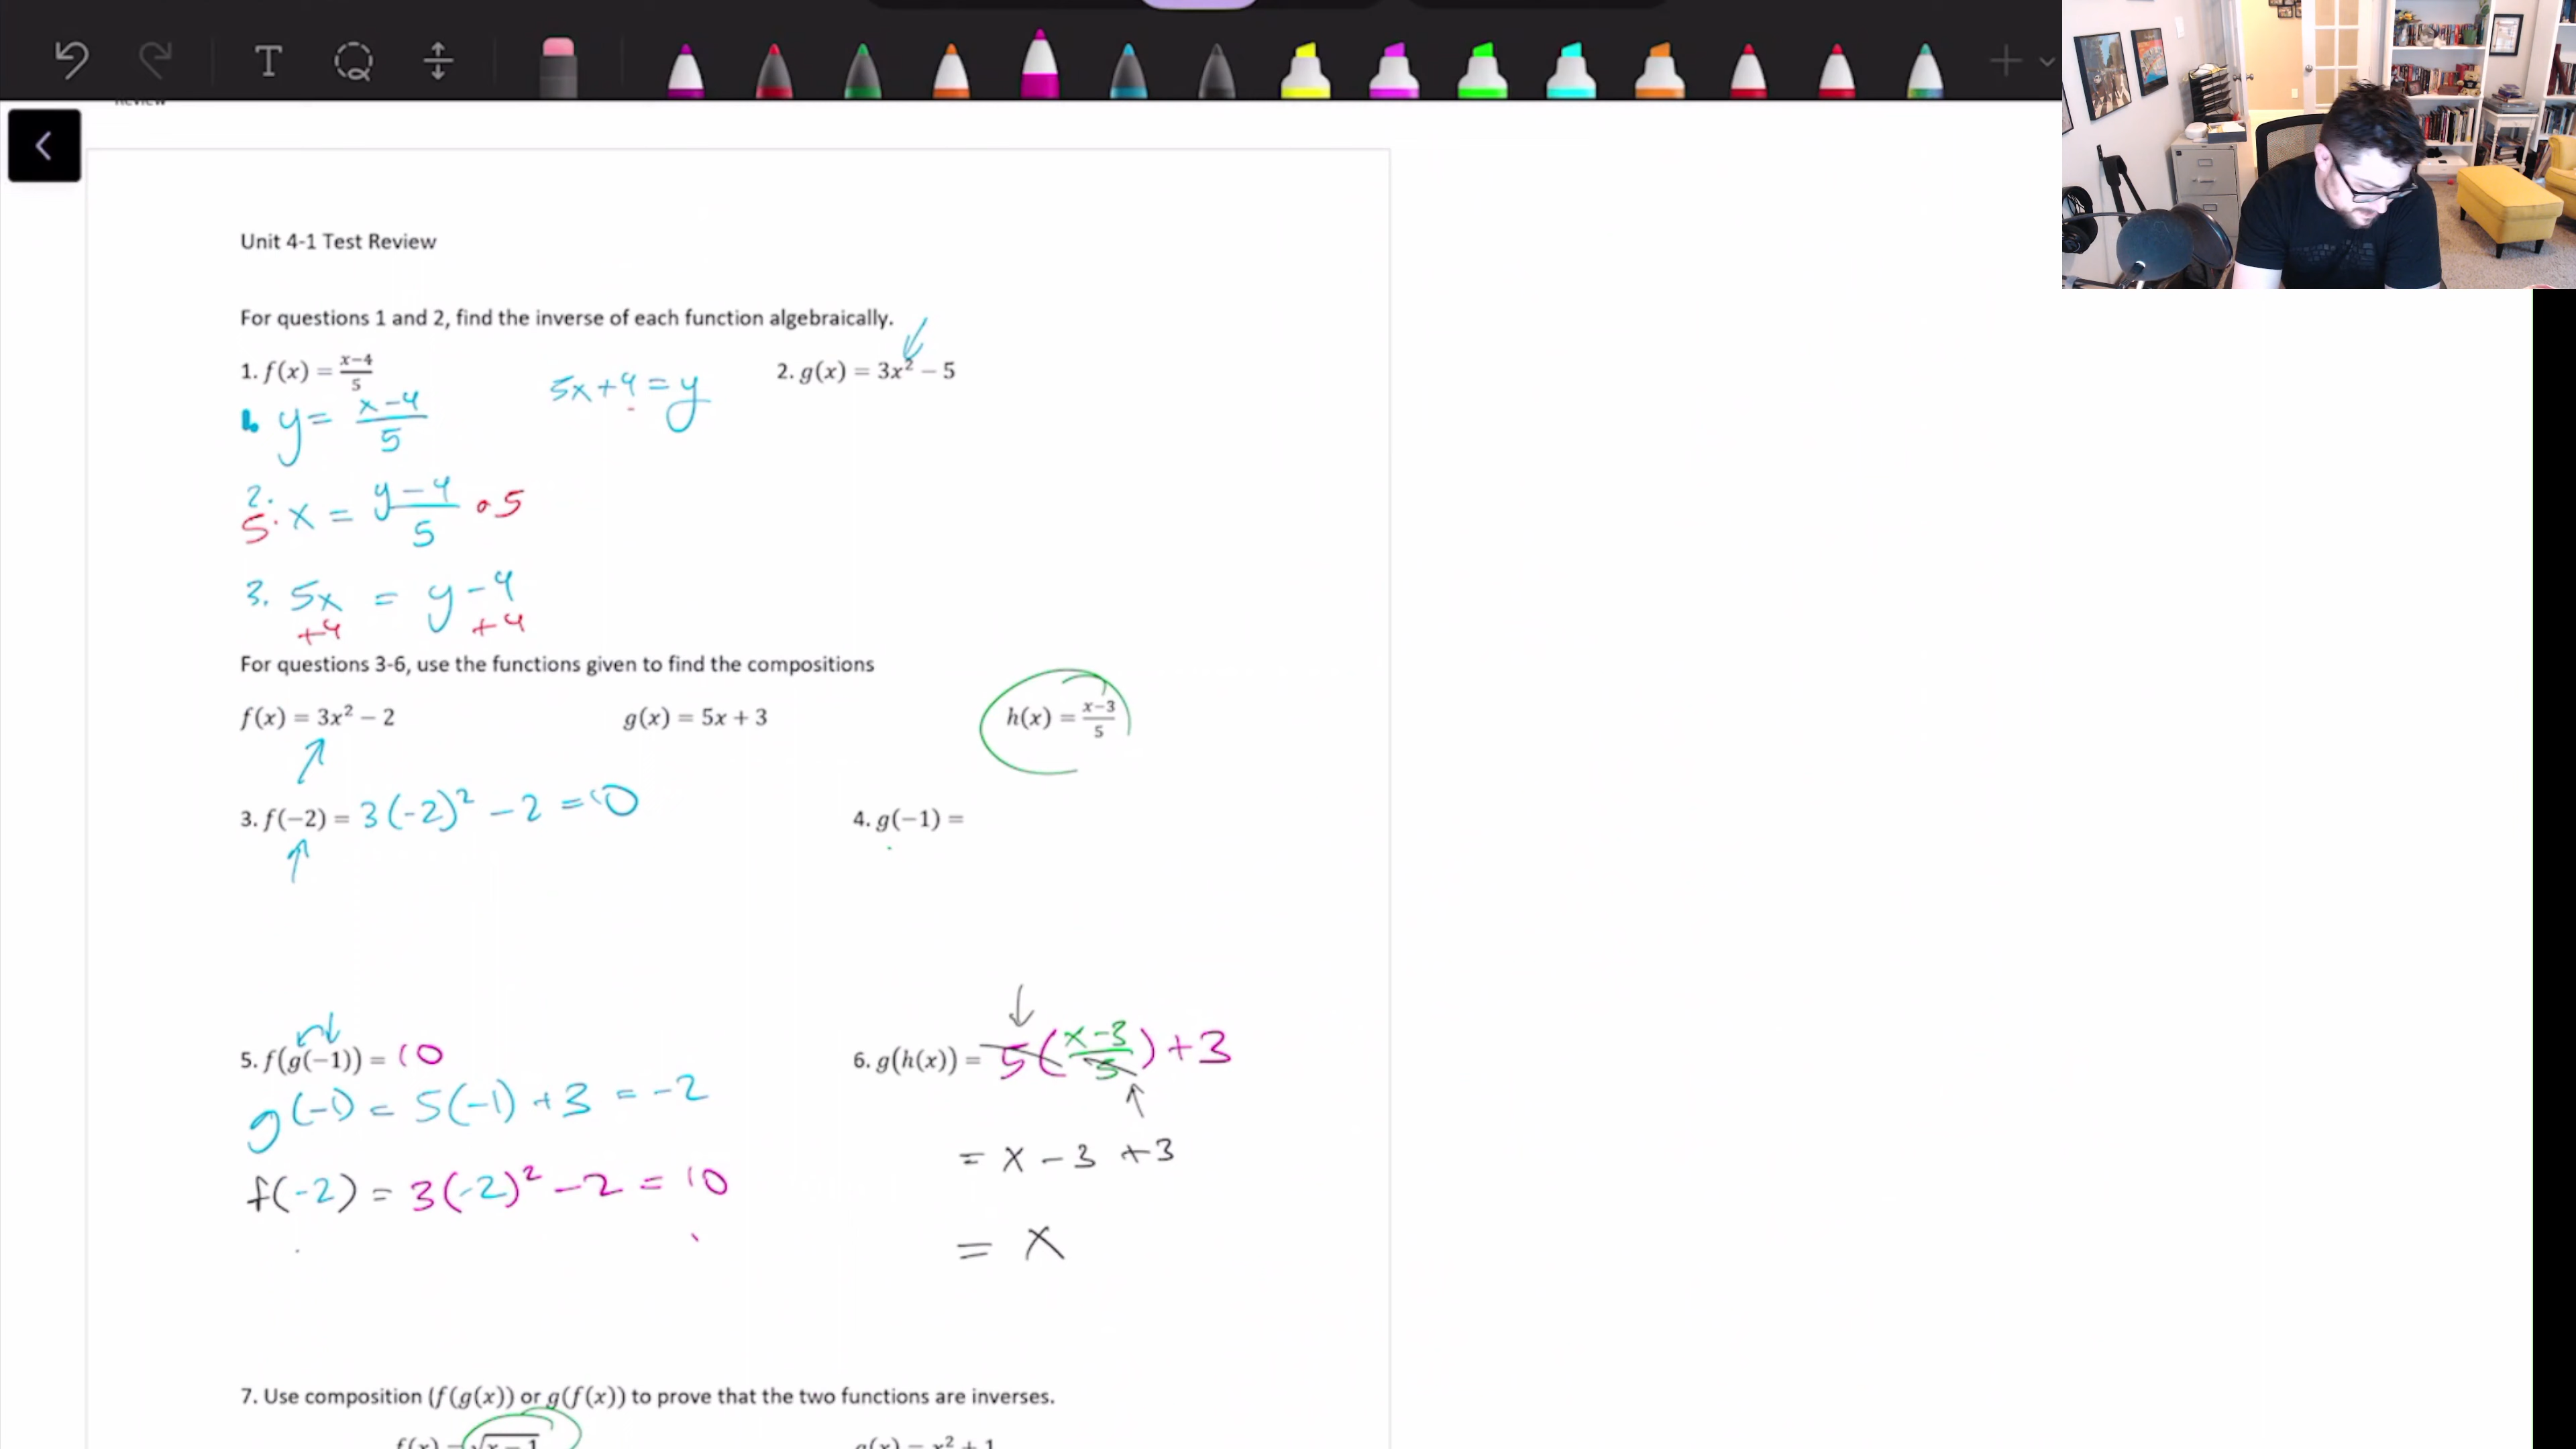 T
Review
Unit 4-1 Test Review
For questions 1 and 2, find the inverse of each function algebraically.
1. f(x) = x−4/5
5x+4=y
2. g(x) = 3x² − 5
1. y = x−4/5
2. 5·x = y−4/5 •5
3. 5x = y−4
+4 +4
For questions 3-6, use the functions given to find the compositions
f(x) = 3x² − 2
g(x) = 5x + 3
h(x) = x−3/5
3. f(−2) = 3(-2)² −2 =10
4. g(−1) =
5. f(g(−1)) = 10
g(-1) = 5(-1) +3 = -2
f(-2) = 3(-2)² −2 = 10
6. g(h(x)) = 5(x-3/5)+3
= x − 3 +3
= x
7. Use composition (f(g(x)) or g(f(x)) to prove that the two functions are inverses.
f(x) = √x − 1
g(x) = x² + 1